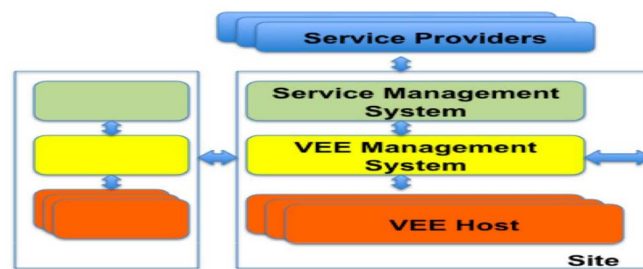 Service Providers
Service Management
System
VEE Management
System
VEE Host
Site